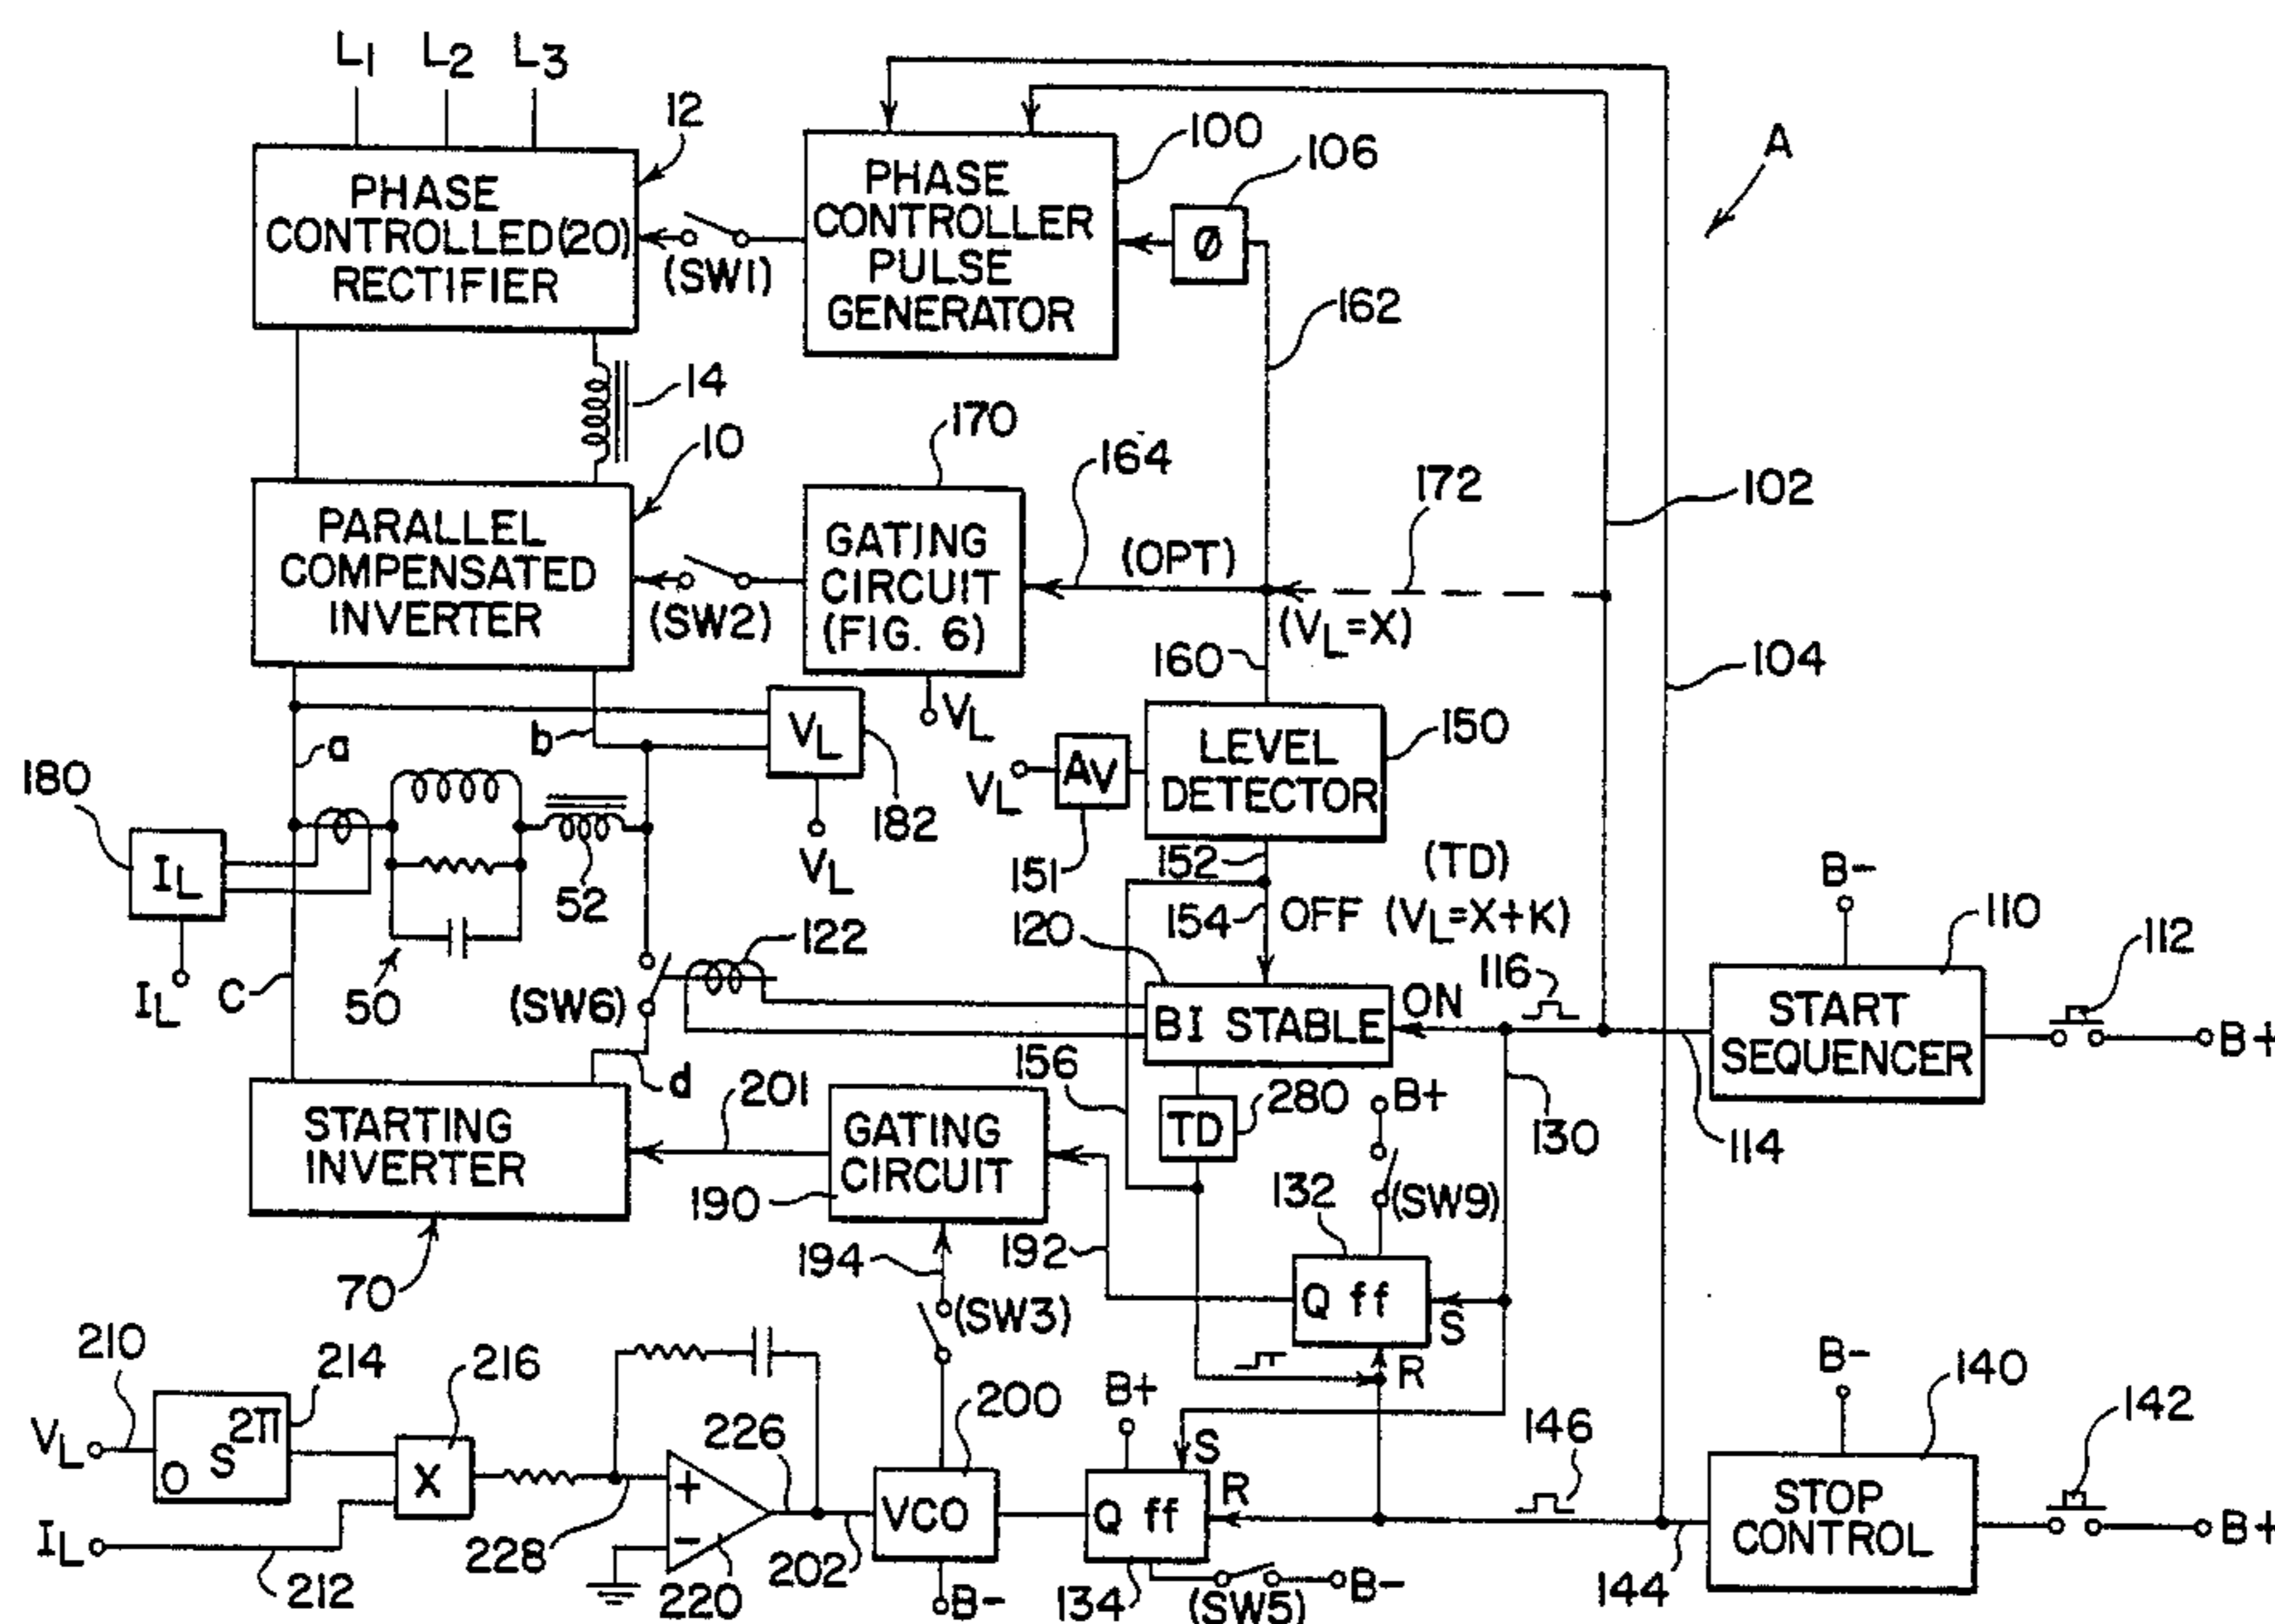 L1 L2 L3
12
PHASE
CONTROLLED(20)
RECTIFIER
(SW1)
PHASE
CONTROLLER
PULSE
GENERATOR
100
106
Ø
A
162
14
10
PARALLEL
COMPENSATED
INVERTER
(SW2)
170
GATING
CIRCUIT
(FIG. 6)
VL
164
(OPT)
172
(VL=X)
102
104
160
a
b
VL
182
VL
180
IL
IL
C
50
52
(SW6)
122
d
VL
AV
151
LEVEL
DETECTOR
150
152
154
OFF
(TD)
(VL=X+K)
120
BI STABLE
ON
116
B-
110
START
SEQUENCER
112
B+
114
130
156
TD
280
B+
(SW9)
132
Q ff
S
R
STARTING
INVERTER
70
201
GATING
CIRCUIT
190
192
194
(SW3)
210
VL
214
0 S 2π
216
X
IL
212
228
+
-
220
226
202
200
VCO
B-
B+
S
Q ff
R
134
(SW5)
B-
146
144
B-
140
STOP
CONTROL
142
B+